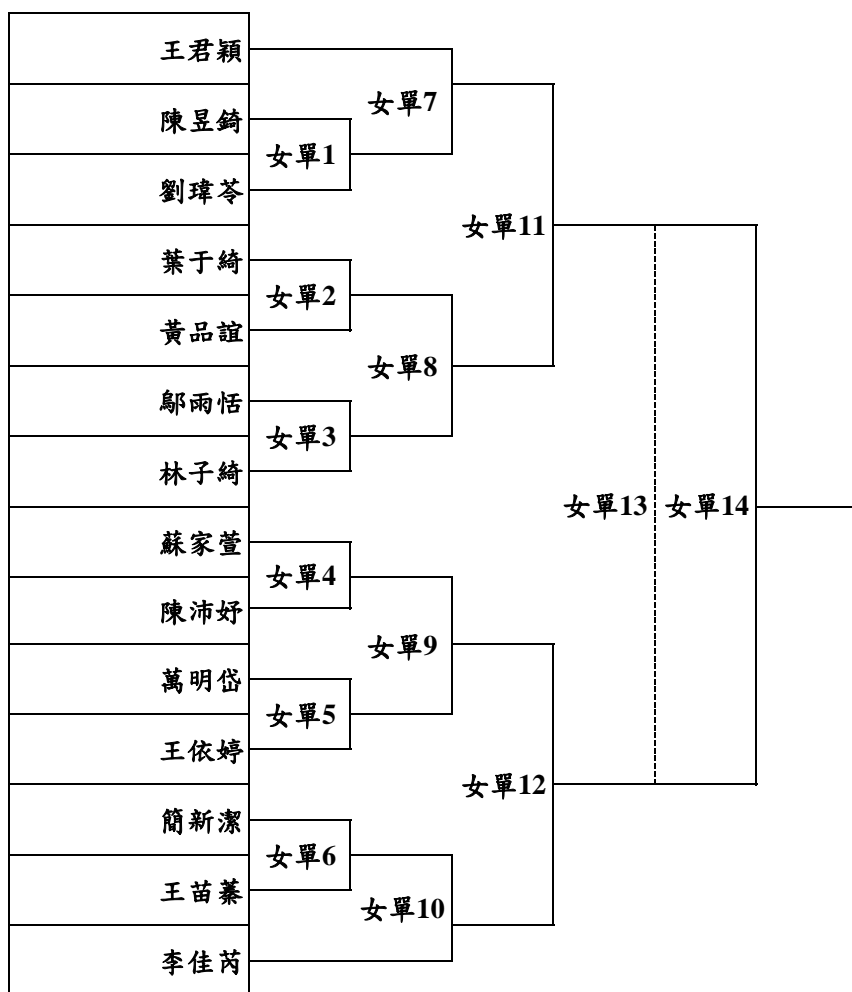 王君穎
女單7
陳昱錡
女單1
劉瑋苓
女單11
葉于綺
女單2
黃品誼
女單8
鄔雨恬
女單3
林子綺
女單13 女單14
蘇家萱
女單4
陳沛妤
女單9
萬明岱
女單5
王依婷
女單12
簡新潔
女單6
王苗蓁
女單10
李佳芮